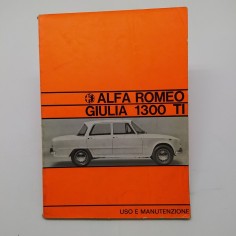 ALFA ROMEO
GIULIA 1300 TI
USO E MANUTENZIONE